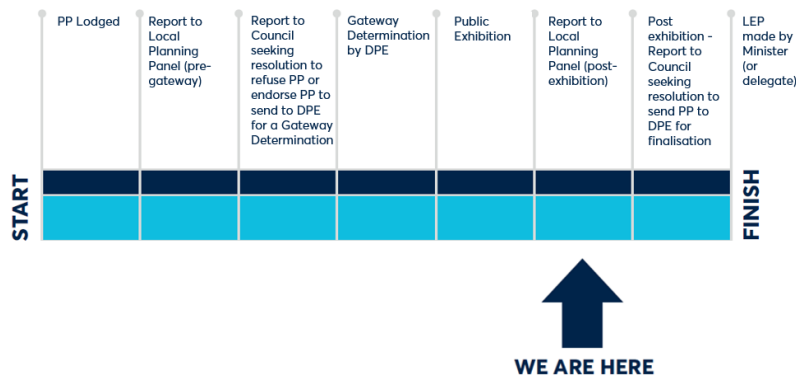 PP Lodged
Report to
Local
Planning
Panel (pre-
gateway)
Report to
Council
seeking
resolution to
refuse PP or
endorse PP to
send to DPE
for a Gateway
Determination
Gateway
Determination
by DPE
Public
Exhibition
Report to
Local
Planning
Panel (post-
exhibition)
Post
exhibition -
Report to
Council
seeking
resolution to
send PP to
DPE for
finalisation
LEP
made by
Minister
(or
delegate)
START
FINISH
WE ARE HERE